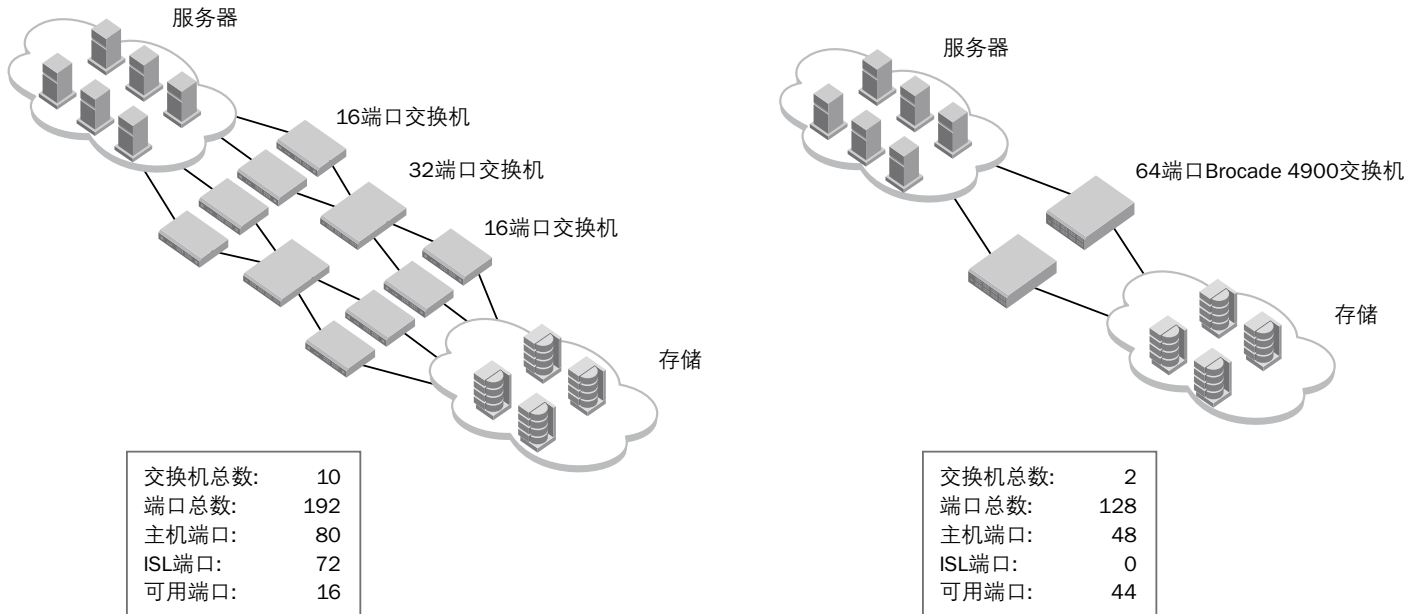 服务器
16端口交换机
32端口交换机
16端口交换机
存储
交换机总数: 10
端口总数: 192
主机端口: 80
ISL端口: 72
可用端口: 16
服务器
64端口Brocade 4900交换机
存储
交换机总数: 2
端口总数: 128
主机端口: 48
ISL端口: 0
可用端口: 44